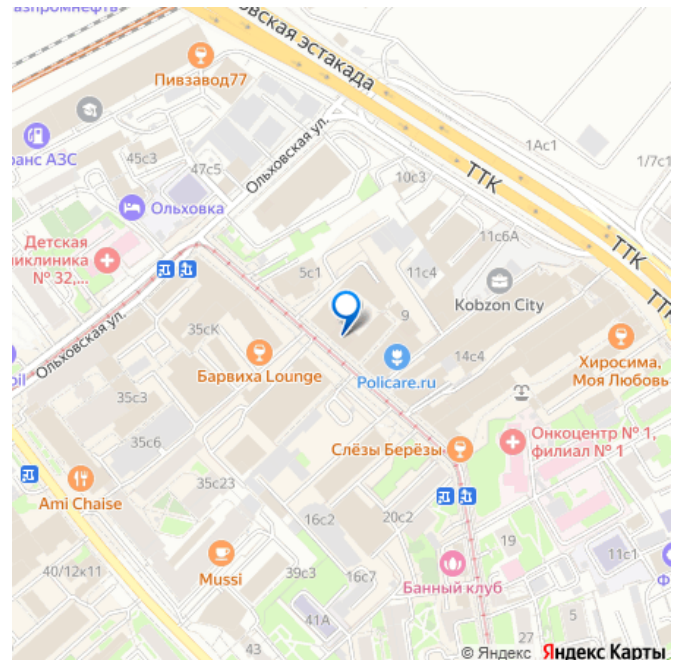 азпромнефть
вская эстакада
Пивзавод77
ТТК
1Ас1
1/7с1
ранс АЗС
45с3
47с5
Ольховская ул.
10с3
Ольховка
Детская
иклиника
№ 32,...
11с6А
ТТК
5с1
11с4
Kobzon City
ТТ
9
35сК
Ольховская ул.
Барвиха Lounge
Policare.ru
14с4
Хиросима,
Моя Любовь
oil
35с3
35с6
Слёзы Берёзы
Онкоцентр № 1,
филиал № 1
Ami Chaise
35с23
16с2
20с2
19
11с1
40/12к11
Mussi
39с3
16с7
Банный клуб
Ф
41А
5
43
27
© Яндекс Яндекс Карты